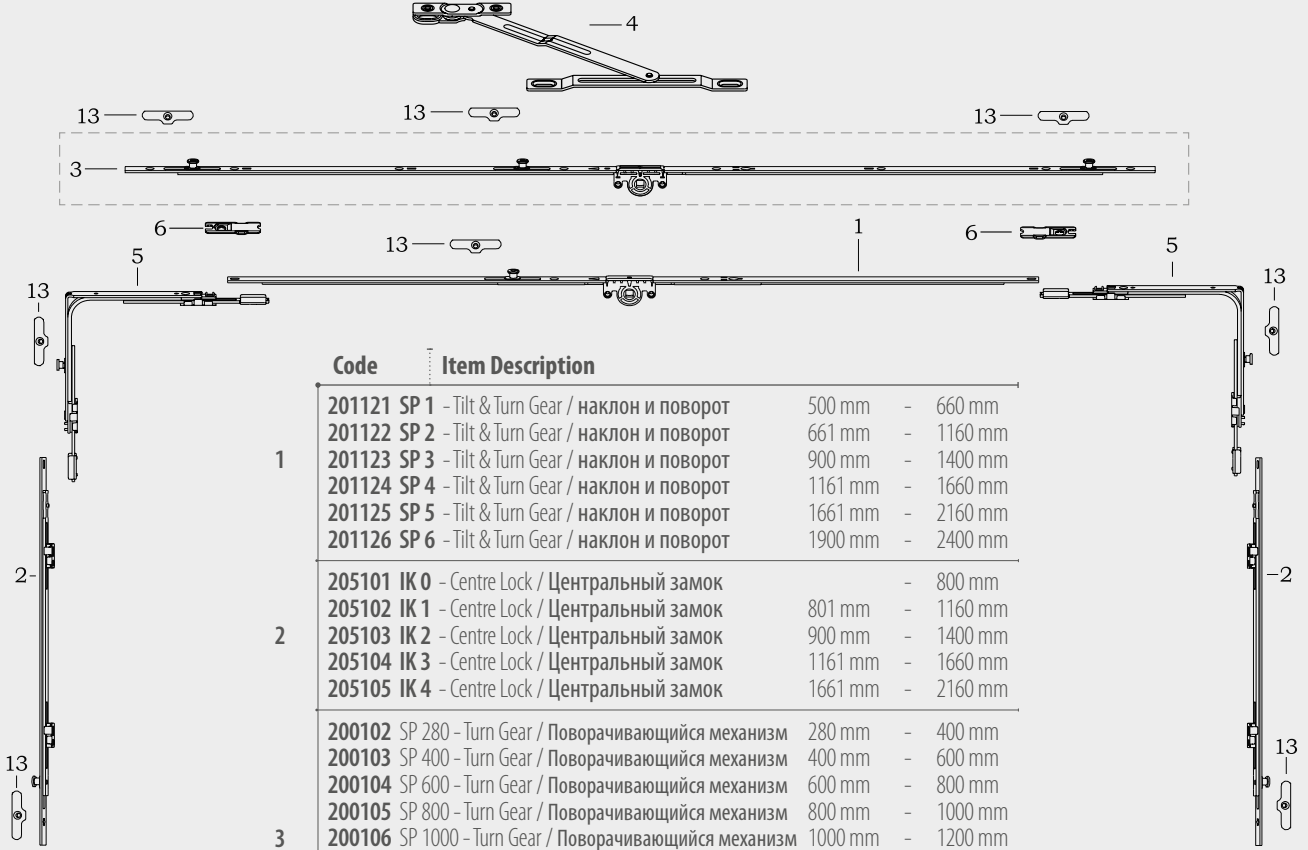 4
13 13 13
3
6 13 1 6
5 5
13 13
Code Item Description
201121 SP 1 - Tilt & Turn Gear / наклон и поворот 500 mm - 660 mm
201122 SP 2 - Tilt & Turn Gear / наклон и поворот 661 mm - 1160 mm
1 201123 SP 3 - Tilt & Turn Gear / наклон и поворот 900 mm - 1400 mm
201124 SP 4 - Tilt & Turn Gear / наклон и поворот 1161 mm - 1660 mm
201125 SP 5 - Tilt & Turn Gear / наклон и поворот 1661 mm - 2160 mm
201126 SP 6 - Tilt & Turn Gear / наклон и поворот 1900 mm - 2400 mm
2 2
205101 IK 0 - Centre Lock / Центральный замок - 800 mm
205102 IK 1 - Centre Lock / Центральный замок 801 mm - 1160 mm
2 205103 IK 2 - Centre Lock / Центральный замок 900 mm - 1400 mm
205104 IK 3 - Centre Lock / Центральный замок 1161 mm - 1660 mm
205105 IK 4 - Centre Lock / Центральный замок 1661 mm - 2160 mm
200102 SP 280 - Turn Gear / Поворачивающийся механизм 280 mm - 400 mm
200103 SP 400 - Turn Gear / Поворачивающийся механизм 400 mm - 600 mm
13 13
200104 SP 600 - Turn Gear / Поворачивающийся механизм 600 mm - 800 mm
200105 SP 800 - Turn Gear / Поворачивающийся механизм 800 mm - 1000 mm
3 200106 SP 1000 - Turn Gear / Поворачивающийся механизм 1000 mm - 1200 mm